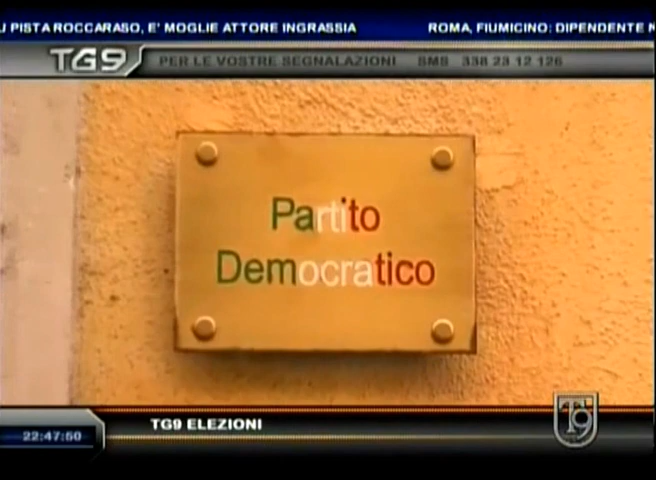 U PISTA ROCCARASO, E' MOGLIE ATTORE INGRASSIA ROMA, FIUMICINO: DIPENDENTE
TG9 PER LE VOSTRE SEGNALAZIONI SMS 338 23 12 126
Partito
Democratico
T9
TG9 ELEZIONI
22:47:50